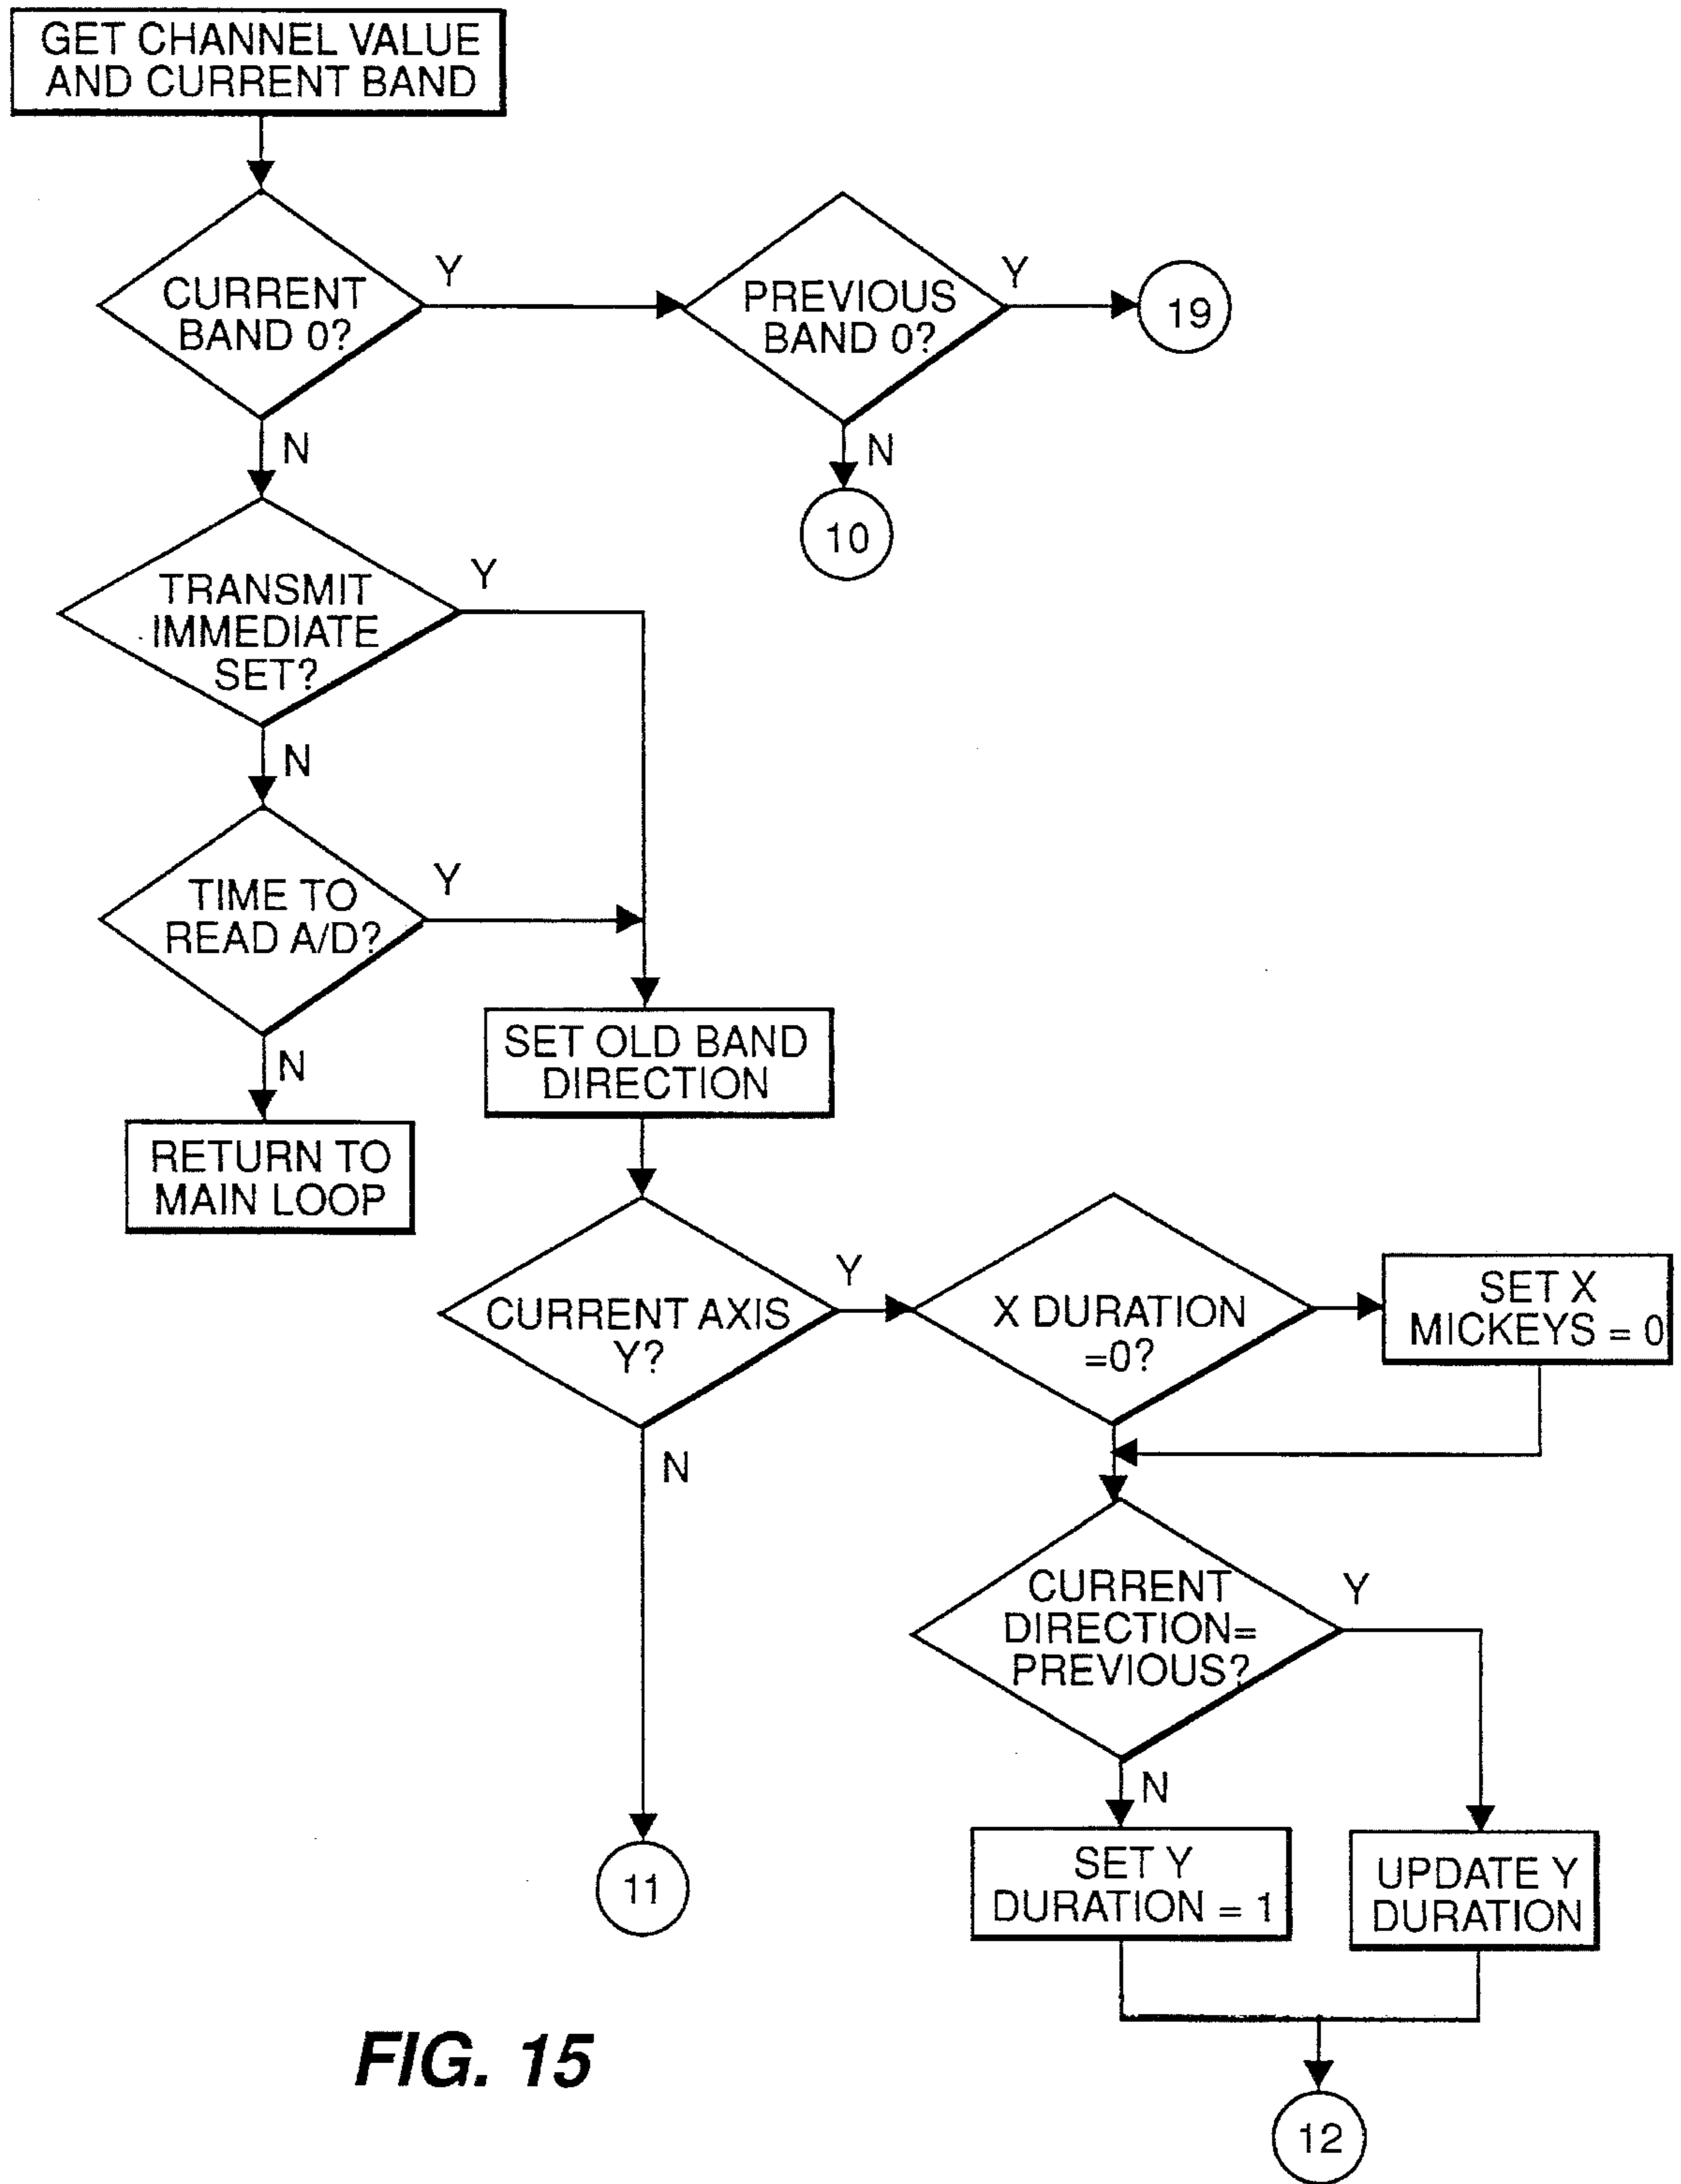 GET CHANNEL VALUE
AND CURRENT BAND
CURRENT
BAND 0?
Y
PREVIOUS
BAND 0?
Y
19
N
N
10
TRANSMIT
IMMEDIATE
SET?
Y
N
TIME TO
READ A/D?
Y
N
SET OLD BAND
DIRECTION
RETURN TO
MAIN LOOP
CURRENT AXIS
Y?
Y
X DURATION
=0?
SET X
MICKEYS = 0
N
CURRENT
DIRECTION=
PREVIOUS?
Y
N
SET Y
DURATION = 1
UPDATE Y
DURATION
11
12
FIG. 15